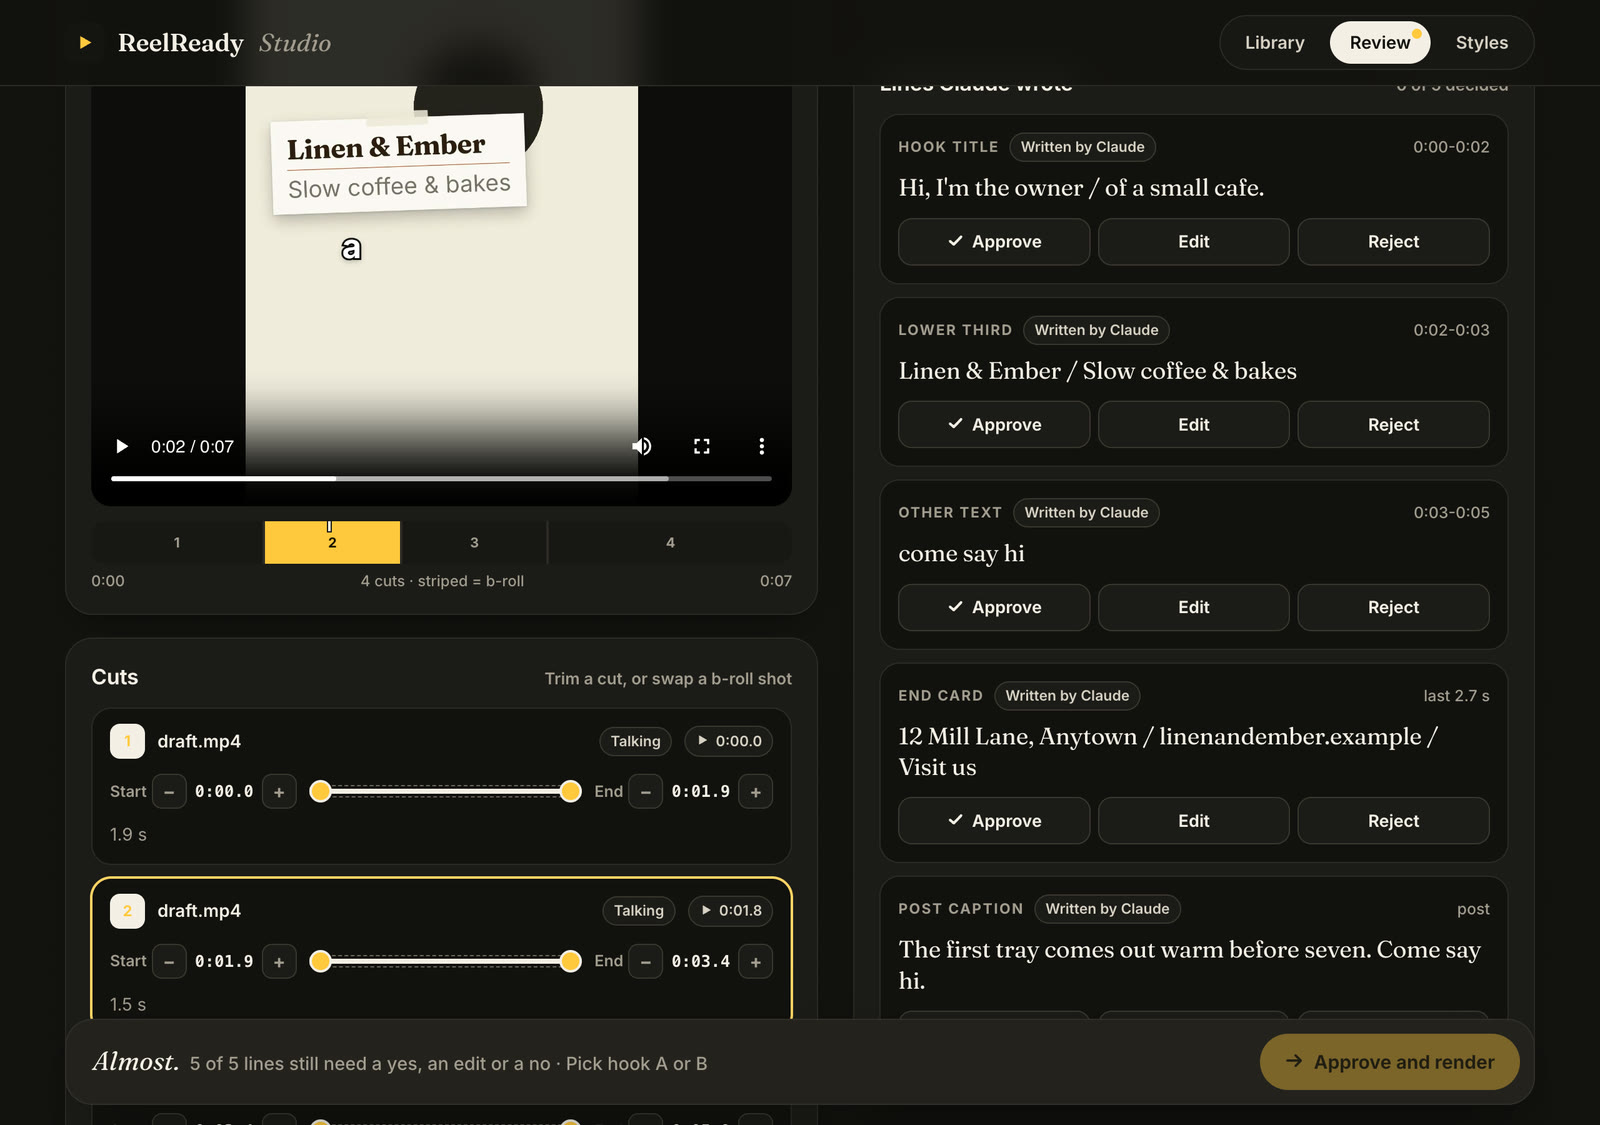 ReelReady Studio
Library
Review
Styles
Linen & Ember
Slow coffee & bakes
a
0:02 / 0:07
1
2
3
4
0:00
4 cuts · striped = b-roll
0:07
Cuts
Trim a cut, or swap a b-roll shot
1
draft.mp4
Talking
0:00.0
Start
−
0:00.0
+
End
−
0:01.9
+
1.9 s
2
draft.mp4
Talking
0:01.8
Start
−
0:01.9
+
End
−
0:03.4
+
1.5 s
Lines Claude wrote
0 of 5 decided
HOOK TITLE
Written by Claude
0:00-0:02
Hi, I'm the owner / of a small cafe.
Approve
Edit
Reject
LOWER THIRD
Written by Claude
0:02-0:03
Linen & Ember / Slow coffee & bakes
Approve
Edit
Reject
OTHER TEXT
Written by Claude
0:03-0:05
come say hi
Approve
Edit
Reject
END CARD
Written by Claude
last 2.7 s
12 Mill Lane, Anytown / linenandember.example /
Visit us
Approve
Edit
Reject
POST CAPTION
Written by Claude
post
The first tray comes out warm before seven. Come say
hi.
Almost. 5 of 5 lines still need a yes, an edit or a no · Pick hook A or B
Approve and render